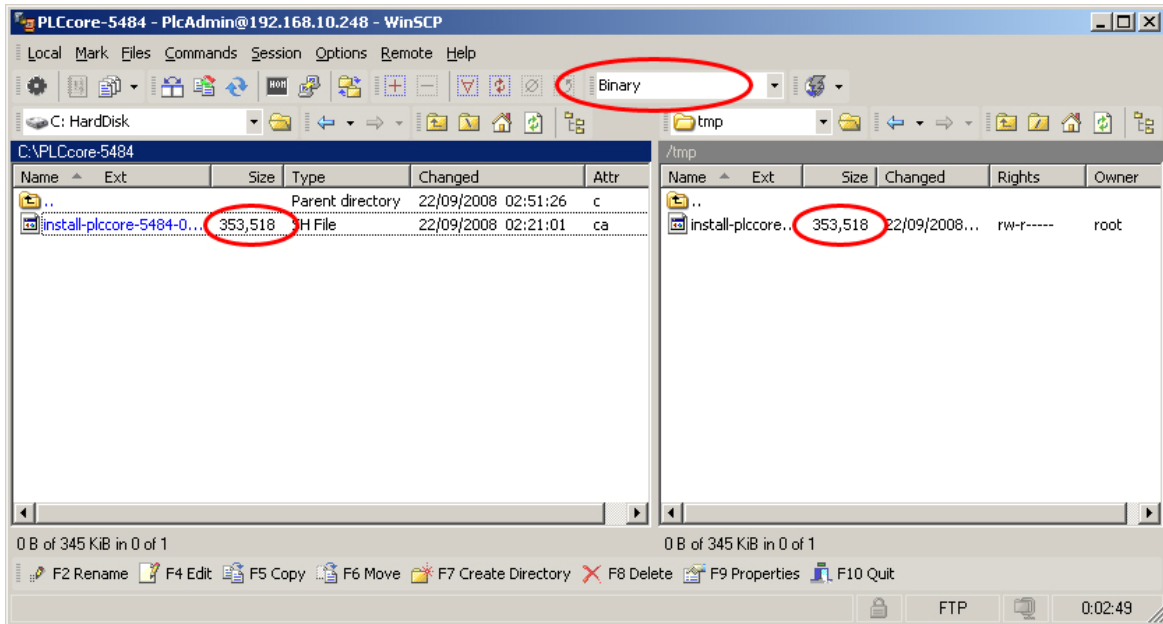 PLCcore-5484 - PlcAdmin@192.168.10.248 - WinSCP
Local Mark Files Commands Session Options Remote Help
Binary
C: HardDisk tmp
C:\PLCcore-5484 /tmp
Name Ext Size Type Changed Attr Name Ext Size Changed Rights Owner
.. Parent directory 22/09/2008 02:51:26 c ..
install-plccore-5484-0... 353,518 SH File 22/09/2008 02:21:01 ca install-plccore... 353,518 22/09/2008... rw-r----- root
0 B of 345 KiB in 0 of 1 0 B of 345 KiB in 0 of 1
F2 Rename F4 Edit F5 Copy F6 Move F7 Create Directory F8 Delete F9 Properties F10 Quit
FTP 0:02:49